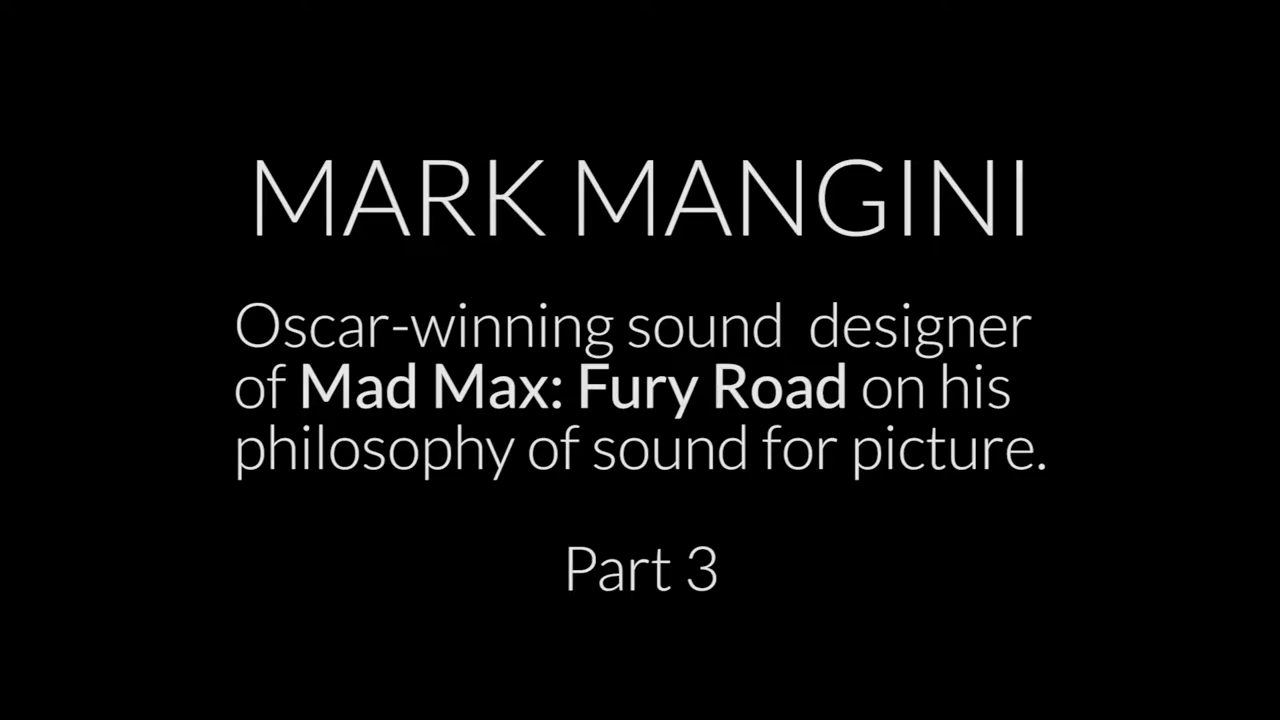 MARK MANGINI
Oscar-winning sound designer
of Mad Max: Fury Road on his
philosophy of sound for picture.
Part 3